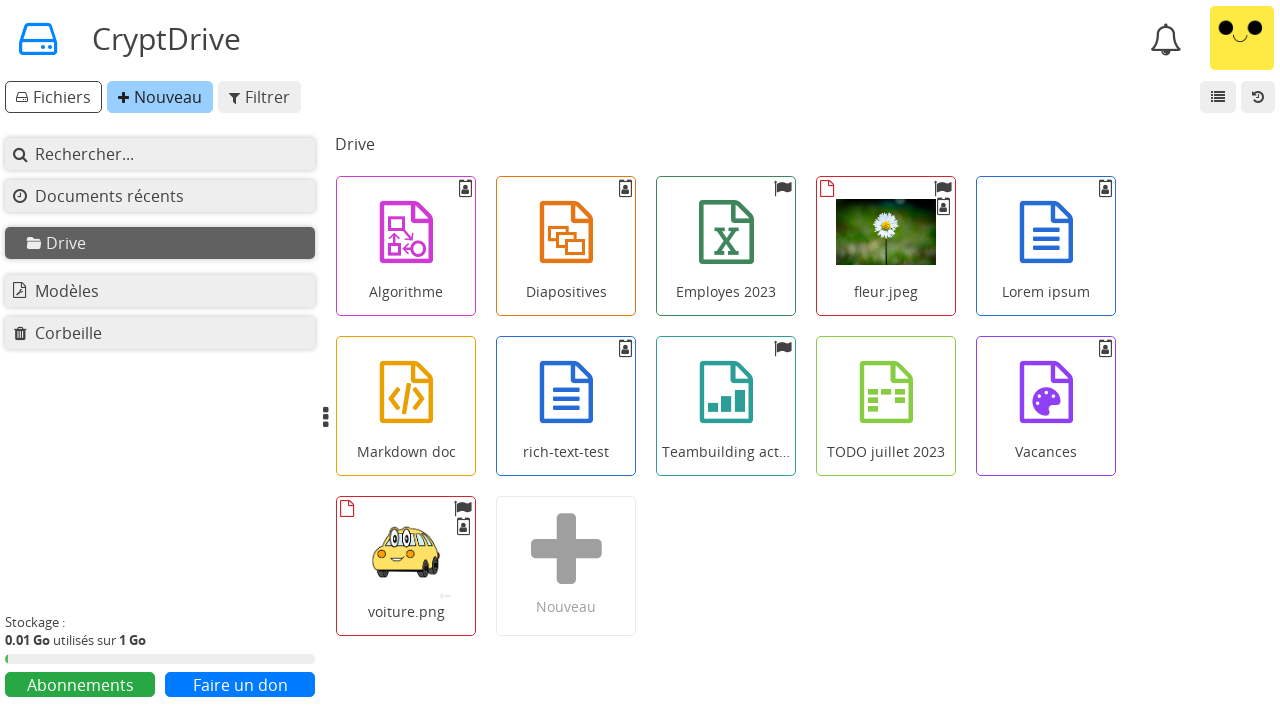 CryptDrive
Fichiers
Nouveau
Filtrer
Rechercher...
Documents récents
Drive
Modèles
Corbeille
Stockage :
0.01 Go utilisés sur 1 Go
Abonnements
Faire un don
Drive
Algorithme
Diapositives
Employes 2023
fleur.jpeg
Lorem ipsum
Markdown doc
rich-text-test
Teambuilding act...
TODO juillet 2023
Vacances
voiture.png
Nouveau